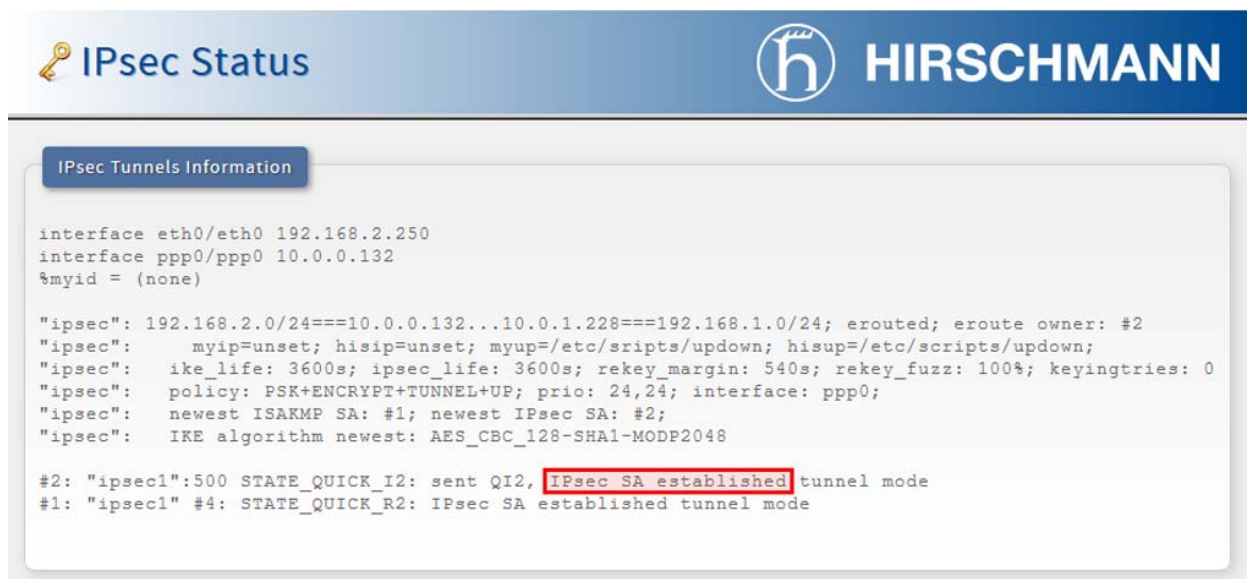 IPsec Status
HIRSCHMANN
IPsec Tunnels Information
interface eth0/eth0 192.168.2.250
interface ppp0/ppp0 10.0.0.132
%myid = (none)
"ipsec": 192.168.2.0/24===10.0.0.132...10.0.1.228===192.168.1.0/24; erouted; eroute owner: #2
"ipsec":    myip=unset; hisip=unset; myup=/etc/sripts/updown; hisup=/etc/scripts/updown;
"ipsec":   ike_life: 3600s; ipsec_life: 3600s; rekey_margin: 540s; rekey_fuzz: 100%; keyingtries: 0
"ipsec":   policy: PSK+ENCRYPT+TUNNEL+UP; prio: 24,24; interface: ppp0;
"ipsec":   newest ISAKMP SA: #1; newest IPsec SA: #2;
"ipsec":   IKE algorithm newest: AES_CBC_128-SHA1-MODP2048
#2: "ipsec1":500 STATE_QUICK_I2: sent QI2, IPsec SA established tunnel mode
#1: "ipsec1" #4: STATE_QUICK_R2: IPsec SA established tunnel mode